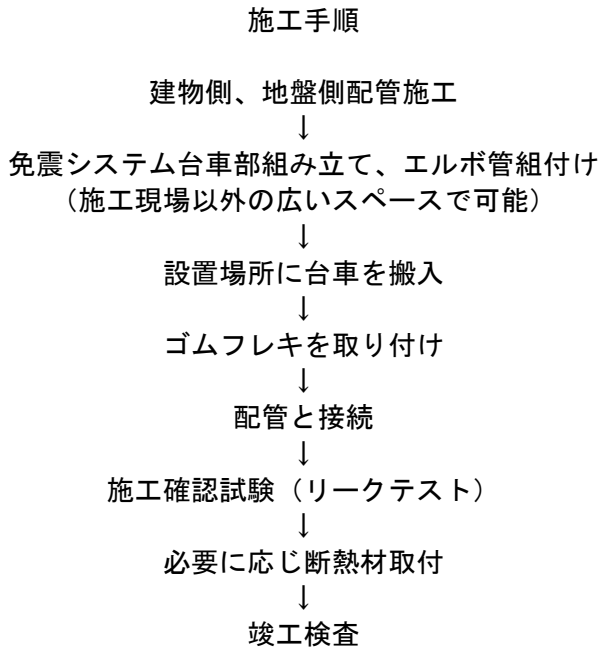 施工手順
建物側、地盤側配管施工
↓
免震システム台車部組み立て、エルボ管組付け
（施工現場以外の広いスペースで可能）
↓
設置場所に台車を搬入
↓
ゴムフレキを取り付け
↓
配管と接続
↓
施工確認試験（リークテスト）
↓
必要に応じ断熱材取付
↓
竣工検査